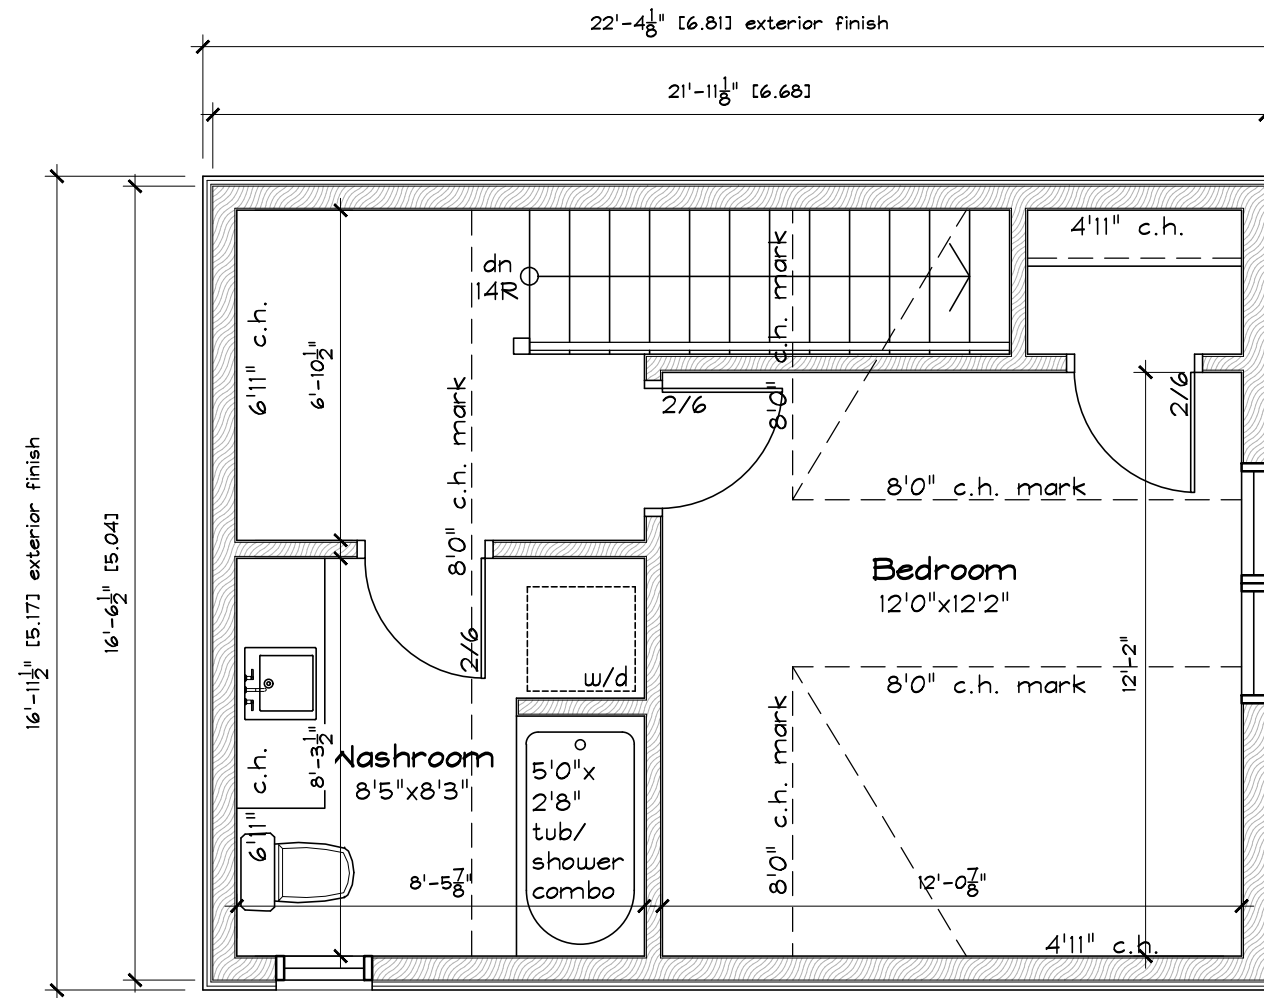 22'-4 1/8" [6.81] exterior finish
21'-11 1/8" [6.68]
16'-11 1/2" [5.17] exterior finish
16'-6 1/2" [5.04]
4'11" c.h.
dn
14R
6'11" c.h.
6'-10 1/2"
8'0" c.h. mark
8'0" c.h. mark
2/6
2/6
8'0" c.h. mark
Bedroom
12'0"x12'2"
8'0" c.h. mark
12'-2"
2/6
w/d
Washroom
8'5"x8'3"
6'11" c.h.
8'-3 1/2"
5'0"x
2'8"
tub/
shower
combo
8'0" c.h. mark
8'-5 7/8"
12'-0 7/8"
4'11" c.h.